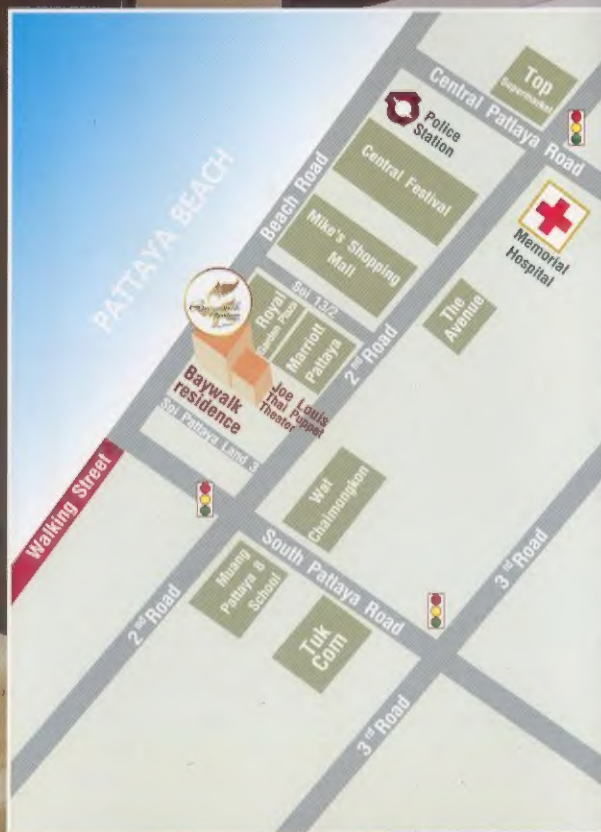 Top
Supermarket
Central Pattaya Road
Police
Station
Central Festival
Memorial
Hospital
Beach Road
PATTAYA BEACH
Mike's Shopping
Mall
Soi 13/2
The
Avenue
Royal
Garden Plaza
Marriott
Pattaya
2nd Road
Baywalk
residence
Joe Louis
Thai Puppet
Theater
Soi Pattaya Land 3
Walking Street
Wat
Chaimongkon
South Pattaya Road
3rd Road
Muang
Pattaya 8
School
Tuk
Com
2nd Road
3rd Road